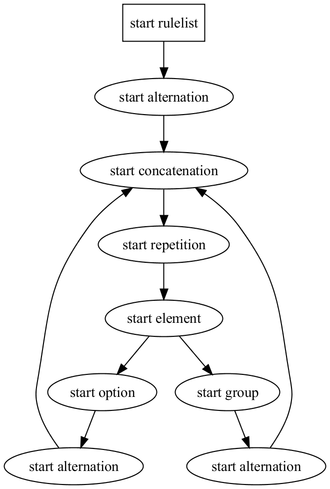 start rulelist
start alternation
start concatenation
start repetition
start element
start option
start group
start alternation
start alternation